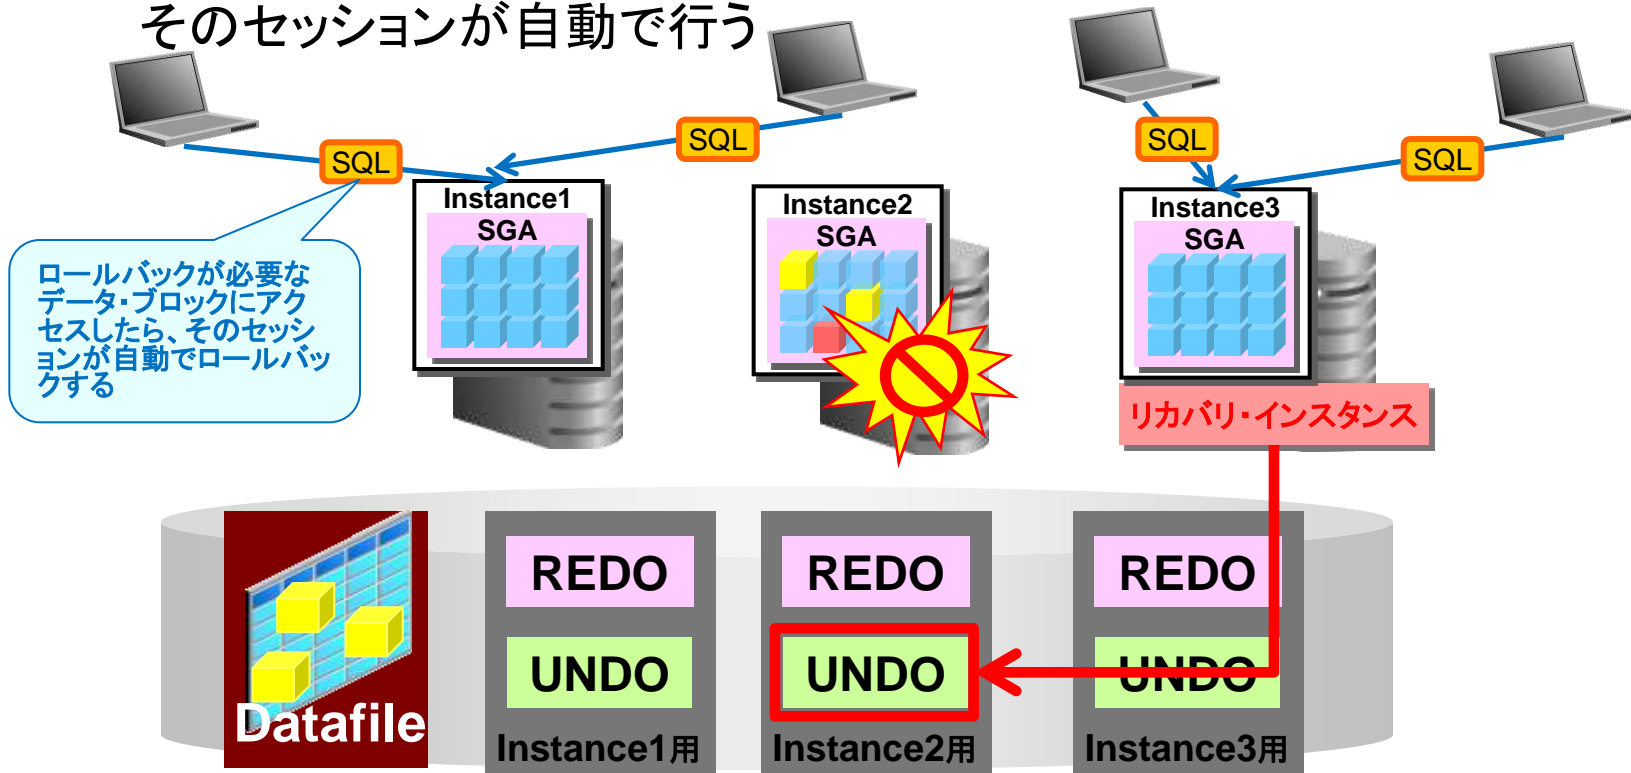 そのセッションが自動で行う
SQL
SQL
SQL
SQL
Instance1
SGA
Instance2
SGA
Instance3
SGA
ロールバックが必要な
データ・ブロックにアク
セスしたら、そのセッシ
ョンが自動でロールバッ
クする
リカバリ・インスタンス
REDO
REDO
REDO
UNDO
UNDO
UNDO
Datafile
Instance1用
Instance2用
Instance3用